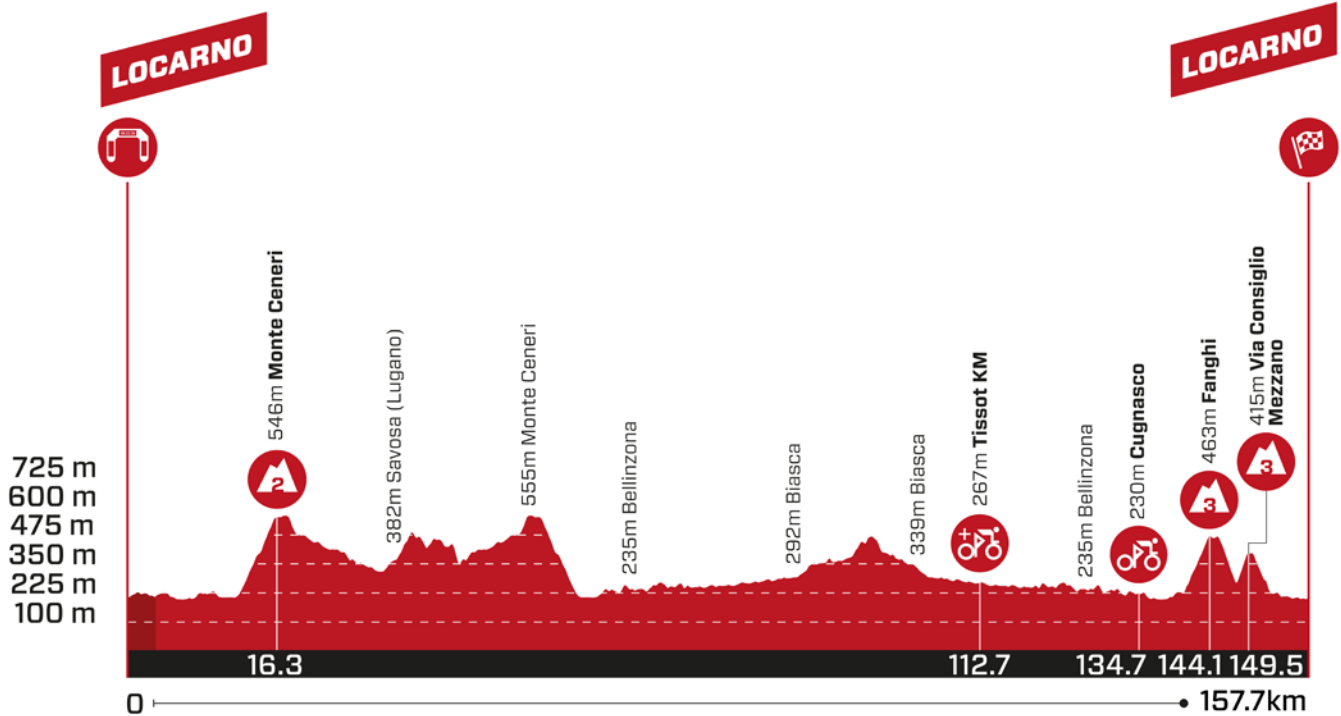 LOCARNO
LOCARNO
546m Monte Ceneri
382m Savosa (Lugano)
555m Monte Ceneri
235m Bellinzona
292m Biasca
339m Biasca
267m Tissot KM
235m Bellinzona
230m Cugnasco
463m Fanghi
415m Via Consiglio
Mezzano
2
+
3
3
725 m
600 m
475 m
350 m
225 m
100 m
16.3
112.7
134.7
144.1
149.5
0
157.7km